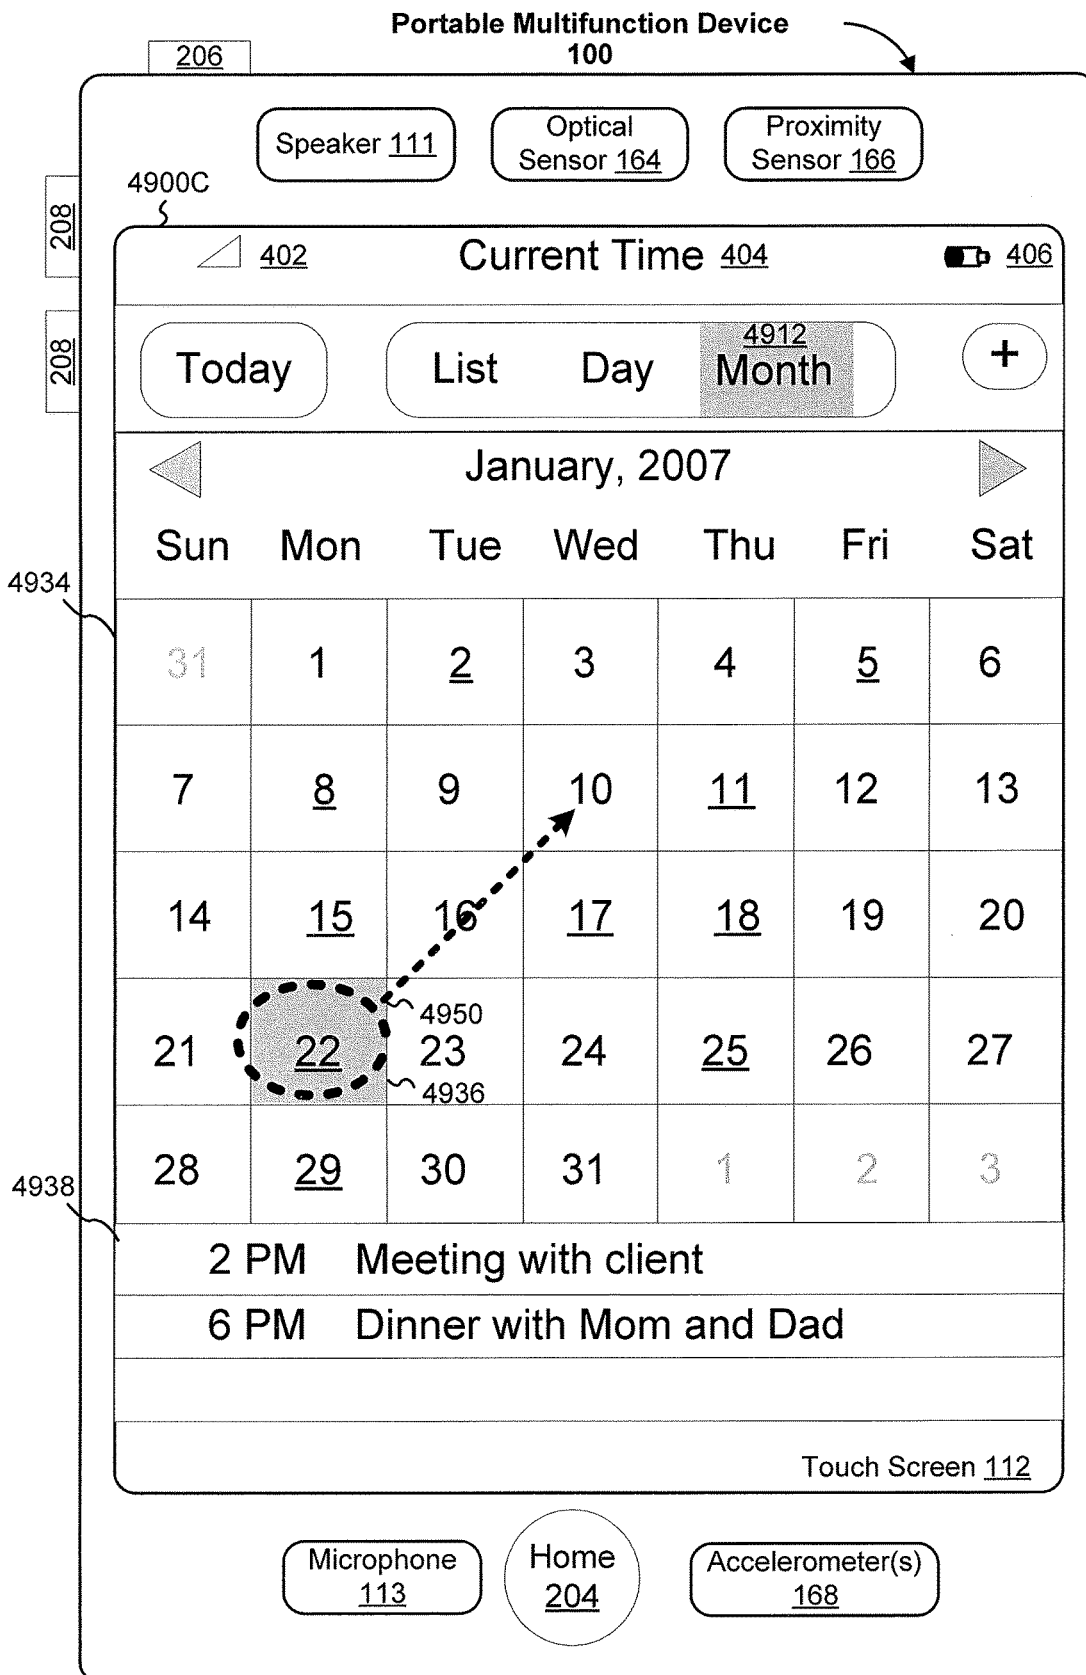 Portable Multifunction Device
100
206
Speaker 111
Optical
Sensor 164
Proximity
Sensor 166
4900C
208
402
Current Time 404
406
208
Today
List
Day
4912
Month
+
January, 2007
Sun Mon Tue Wed Thu Fri Sat
4934
31 1 2 3 4 5 6
7 8 9 10 11 12 13
14 15 16 17 18 19 20
4950
21 22 23 24 25 26 27
4936
28 29 30 31 1 2 3
4938
2 PM Meeting with client
6 PM Dinner with Mom and Dad
Touch Screen 112
Microphone
113
Home
204
Accelerometer(s)
168